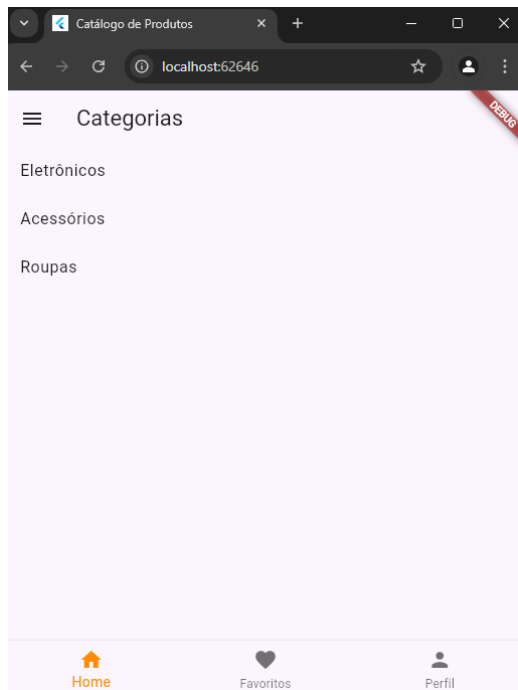 Catálogo de Produtos
localhost:62646
DEBUG
Categorias
Eletrônicos
Acessórios
Roupas
Home
Favoritos
Perfil